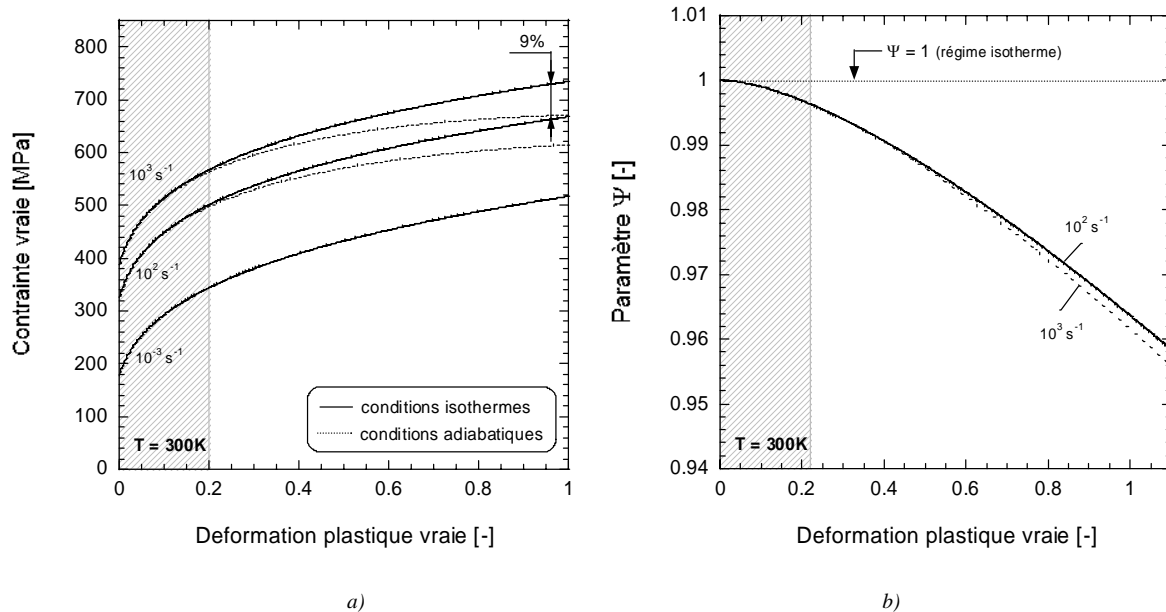 800
700
600
500
400
300
200
100
0
Contrainte vraie [MPa]
9%
10³ s⁻¹
10² s⁻¹
10⁻³ s⁻¹
conditions isothermes
conditions adiabatiques
T = 300K
0 0.2 0.4 0.6 0.8 1
Deformation plastique vraie [-]
a)
1.01
1
0.99
0.98
0.97
0.96
0.95
0.94
Paramètre Ψ [-]
Ψ = 1 (régime isotherme)
10² s⁻¹
10³ s⁻¹
T = 300K
0 0.2 0.4 0.6 0.8 1
Deformation plastique vraie [-]
b)